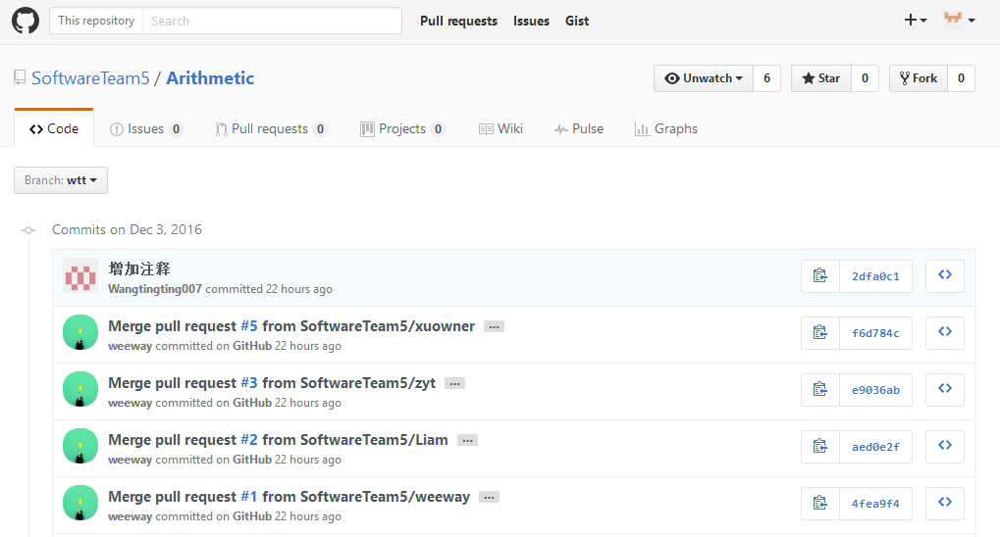 This repository Search Pull requests Issues Gist
SoftwareTeam5 / Arithmetic Unwatch 6 Star 0 Fork 0
Code Issues 0 Pull requests 0 Projects 0 Wiki Pulse Graphs
Branch: wtt
Commits on Dec 3, 2016
增加注释
Wangtingting007 committed 22 hours ago
2dfa0c1
Merge pull request #5 from SoftwareTeam5/xuowner …
weeway committed on GitHub 22 hours ago
f6d784c
Merge pull request #3 from SoftwareTeam5/zyt …
weeway committed on GitHub 22 hours ago
e9036ab
Merge pull request #2 from SoftwareTeam5/Liam …
weeway committed on GitHub 22 hours ago
aed0e2f
Merge pull request #1 from SoftwareTeam5/weeway …
weeway committed on GitHub 22 hours ago
4fea9f4